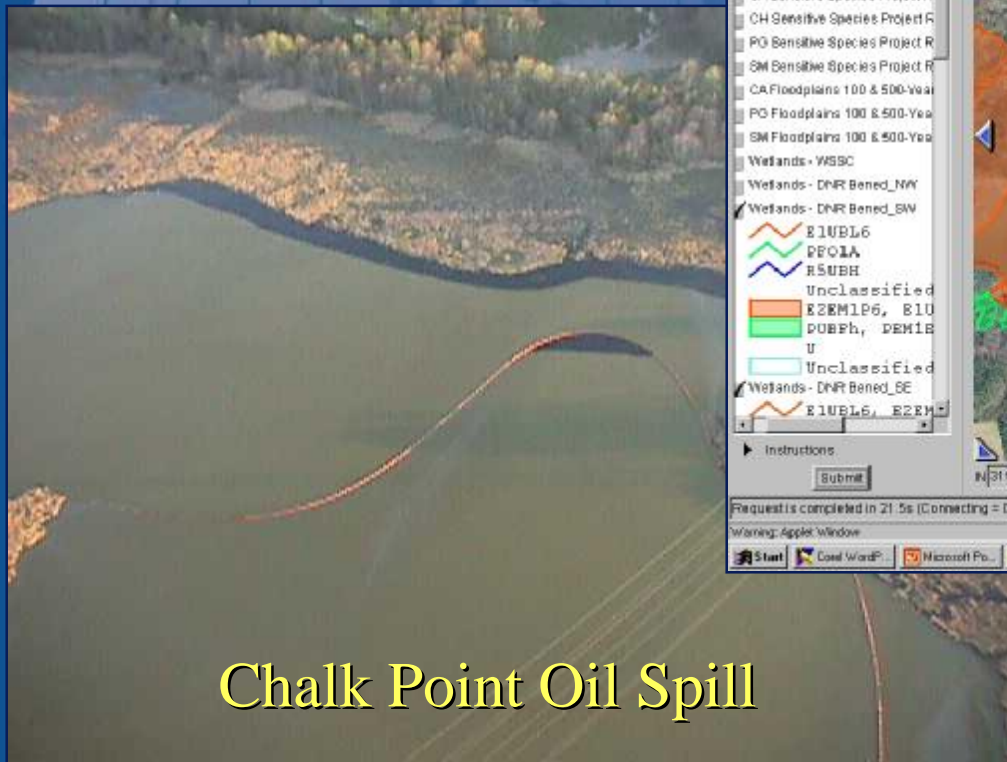 CH Sensitive Species Project R
PG Sensitive Species Project R
SM Sensitive Species Project R
CA Floodplains 100 & 500-Year
PG Floodplains 100 & 500-Yea
SM Floodplains 100 & 500-Yea
Wetlands - WSSC
Wetlands - DNR Bened_NW
Wetlands - DNR Bened_SW
E1UBL6
PFO1A
R5UBH
Unclassified
E2EM1P6, E1U
PUBFh, PEM1E
U
Unclassified
Wetlands - DNR Bened_SE
E1UBL6, E2EM
Instructions
Submit
Request is completed in 21.5s (Connecting = 
Warning: Applet Window
Start Corel WordP... Microsoft Po...
Chalk Point Oil Spill